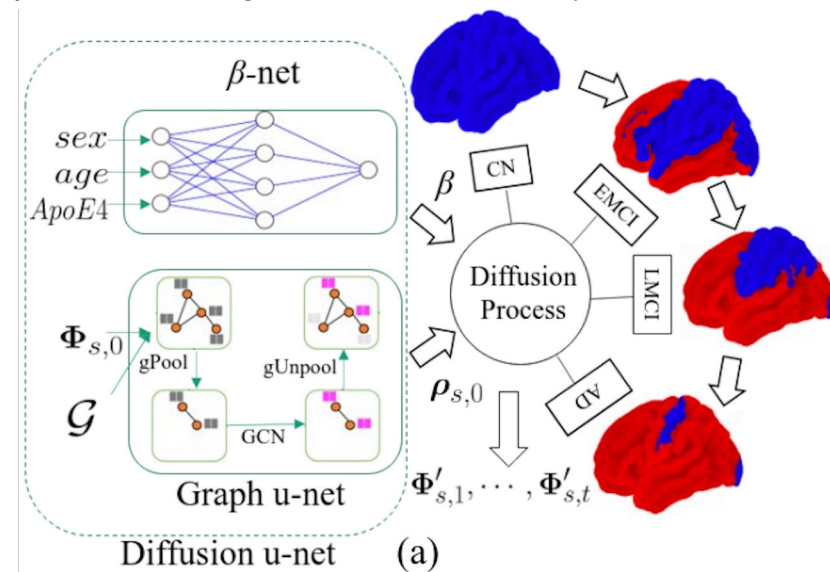 β-net
sex
age
ApoE4
β
CN
EMCI
LMCI
AD
Diffusion
Process
Φs,0
G
gPool
gUnpool
GCN
Graph u-net
ρs,0
Φ′s,1, ··· , Φ′s,t
Diffusion u-net
(a)